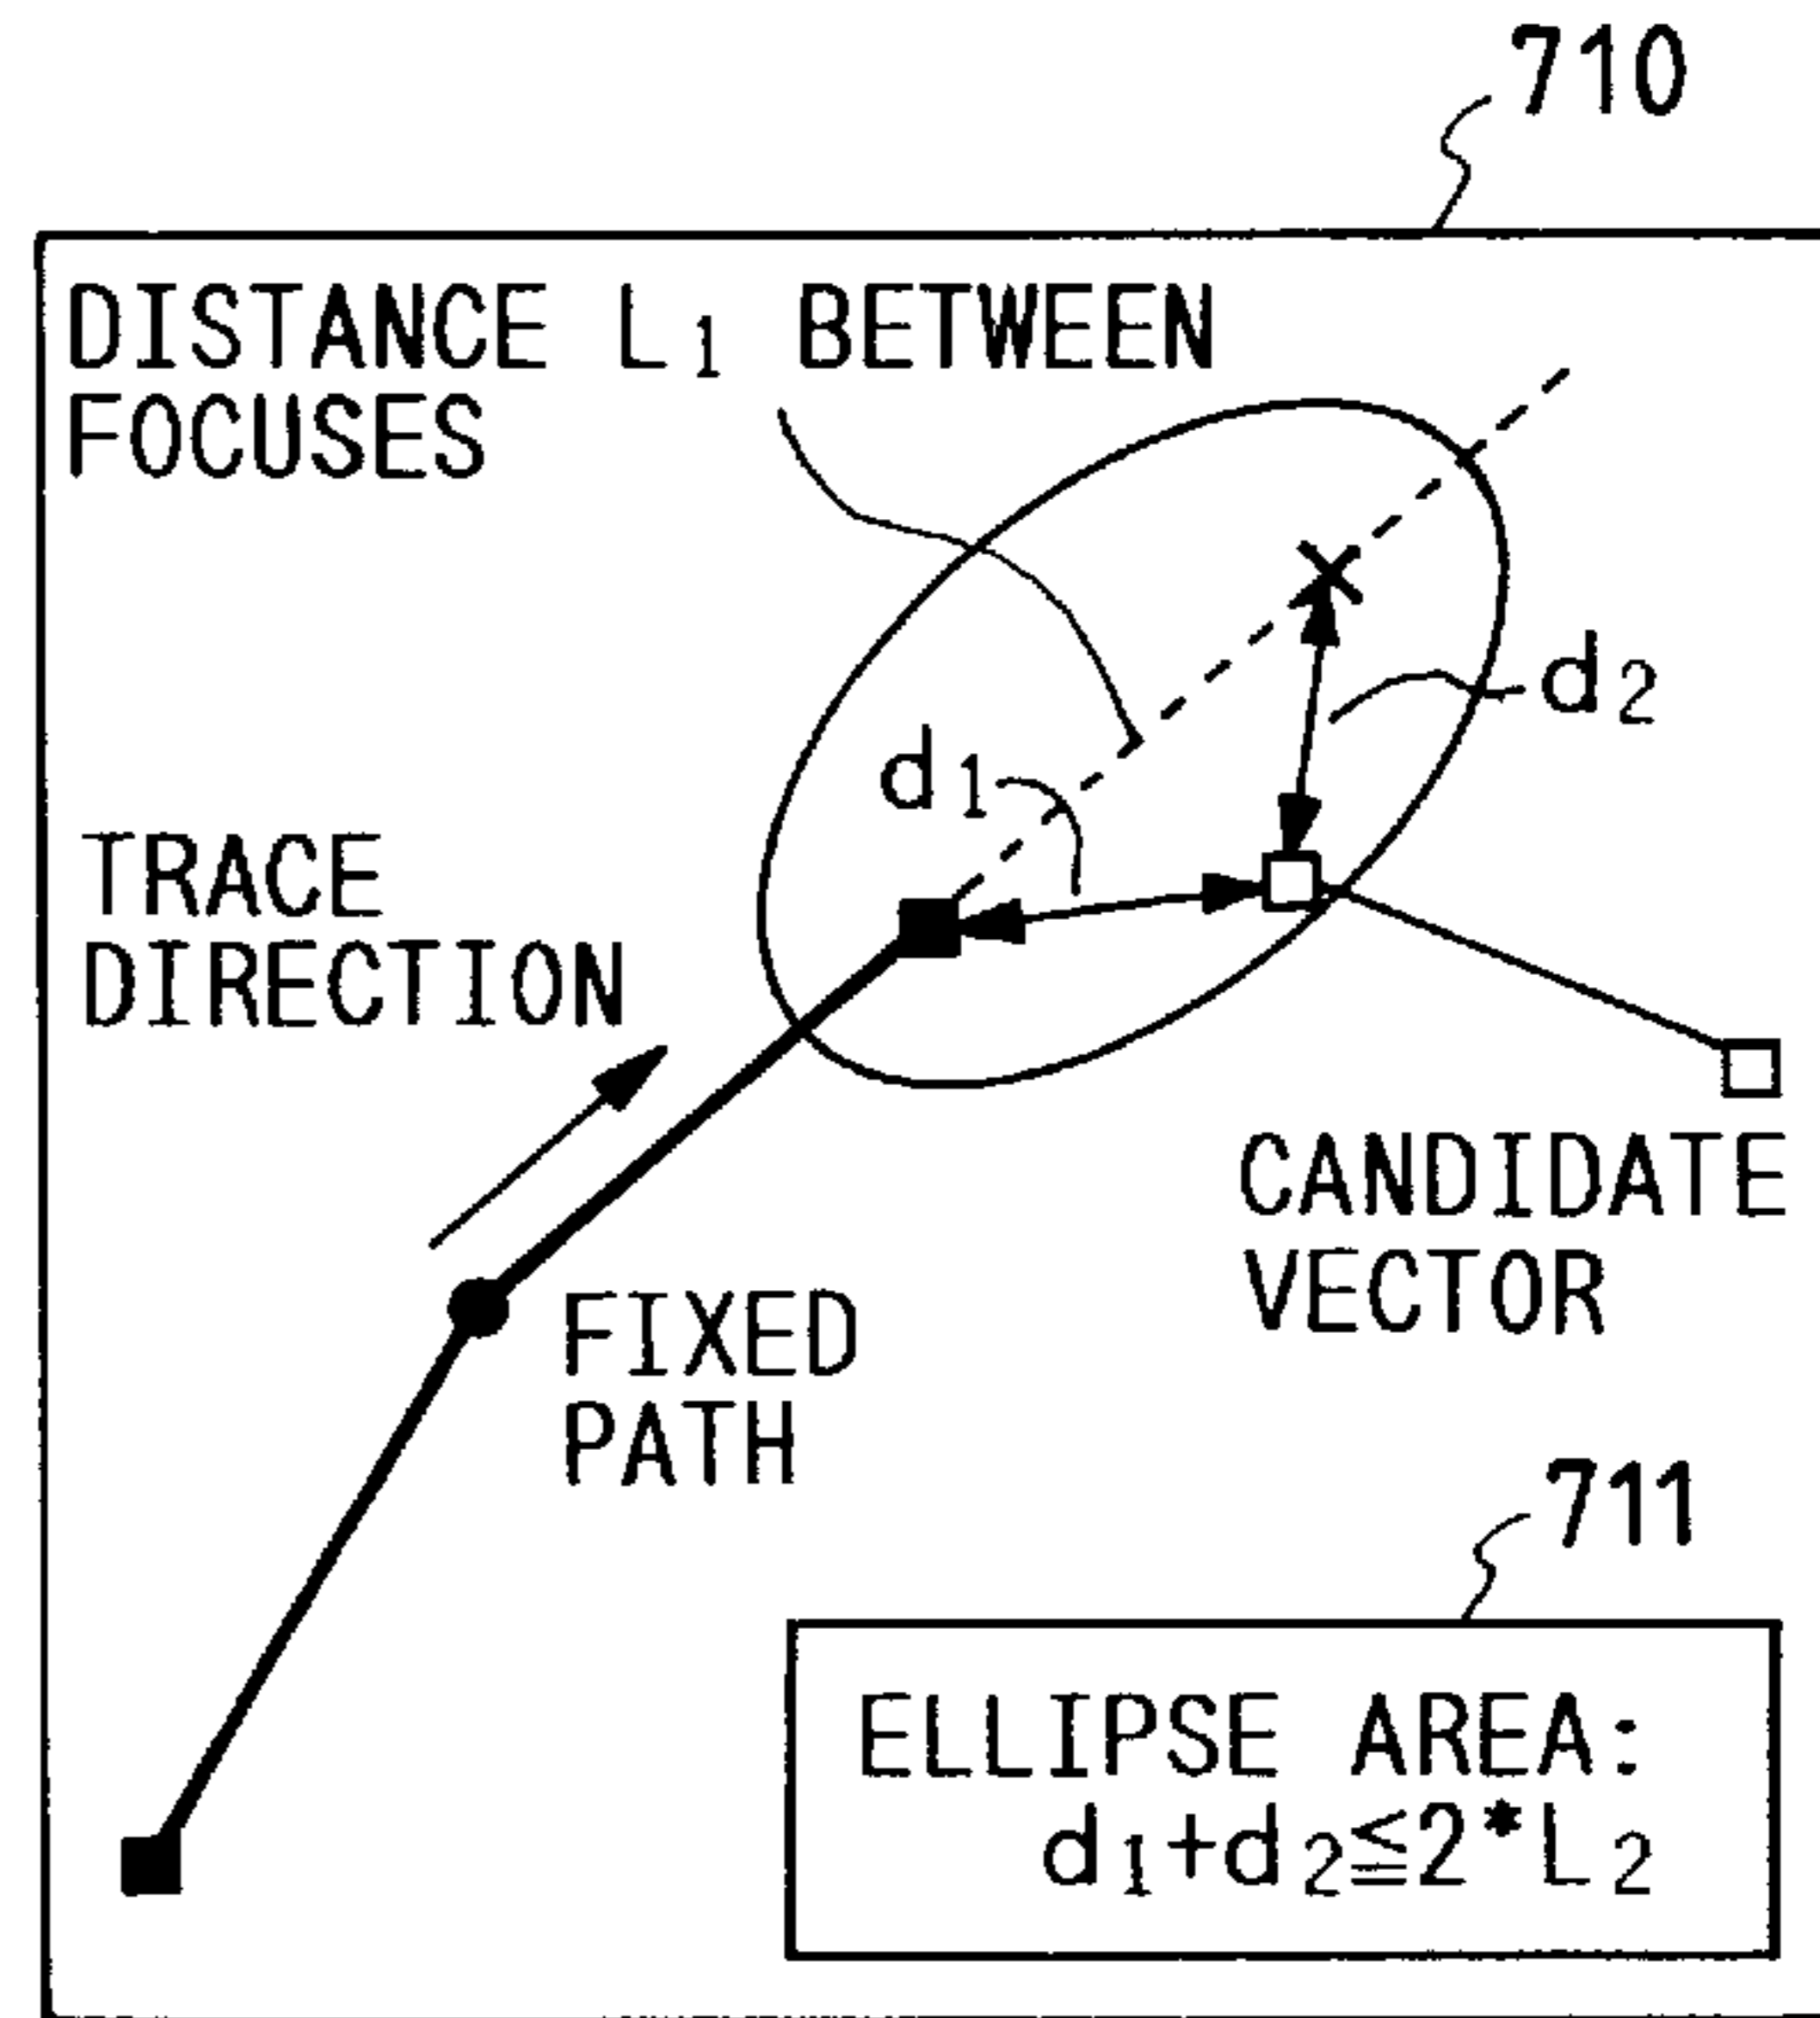 710
DISTANCE L₁ BETWEEN
FOCUSES
d₂
d₁
TRACE
DIRECTION
CANDIDATE
VECTOR
FIXED
PATH
711
ELLIPSE AREA:
d₁+d₂≦2*L₂